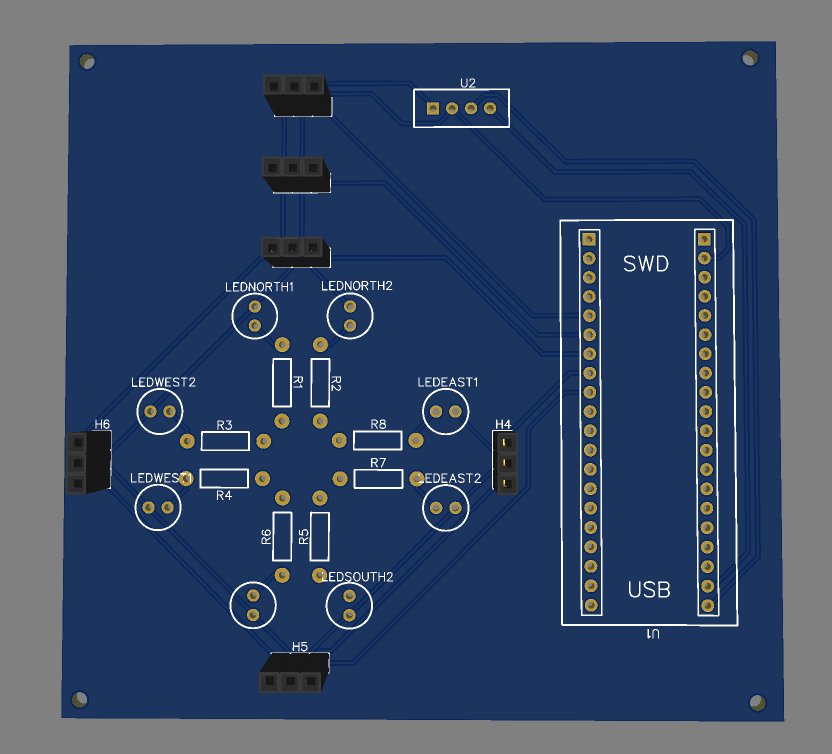 U2
SWD
LEDNORTH1
LEDNORTH2
R1
R2
LEDWEST2
LEDEAST1
H6
R3
R8
H4
LEDWEST1
R4
R7
LEDEAST2
R6
R5
LEDSOUTH2
USB
U1
H5